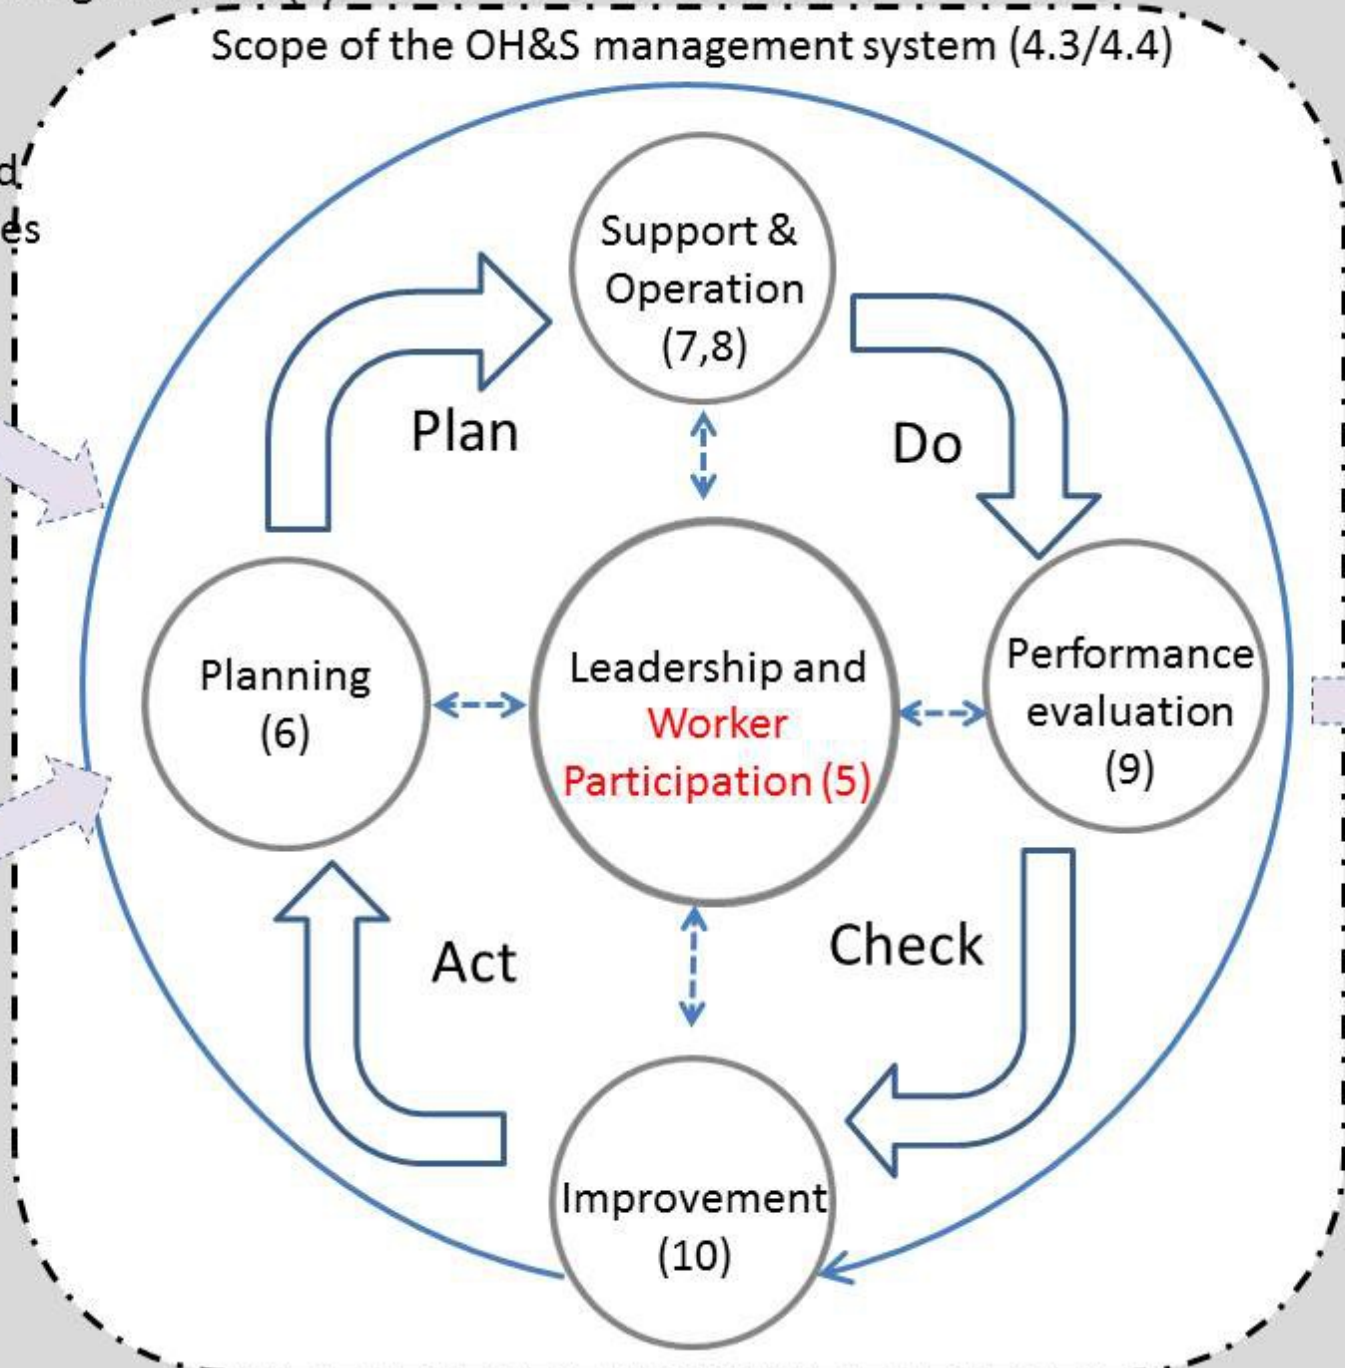 Scope of the OH&S management system (4.3/4.4)
d
es
Support &
Operation
(7,8)
Plan
Do
Planning
(6)
Leadership and
Worker
Participation (5)
Performance
evaluation
(9)
Act
Check
Improvement
(10)